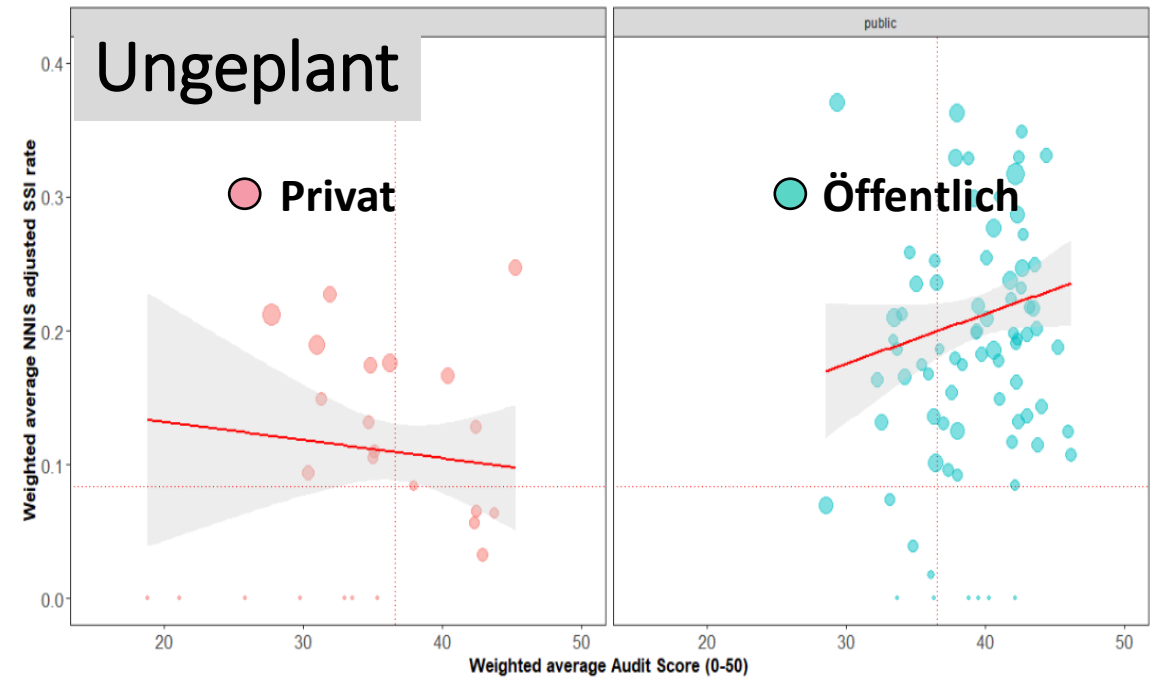 public
Ungeplant
Privat
Öffentlich
Weighted average NNIS adjusted SSI rate
0.4
0.3
0.2
0.1
0.0
20 30 40 50
20 30 40 50
Weighted average Audit Score (0-50)